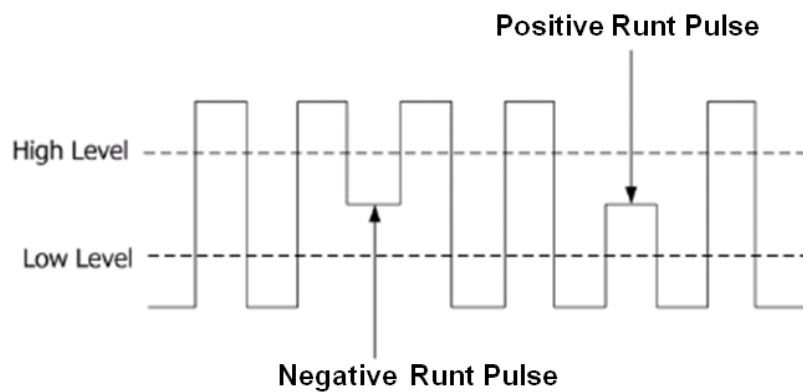 Positive Runt Pulse
High Level
Low Level
Negative Runt Pulse